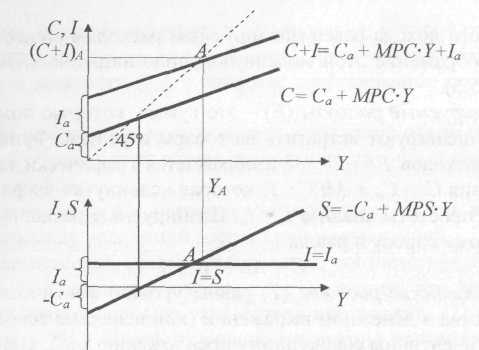 C, I
(C+I)A
A
C+I= Ca + MPC·Y+Ia
C= Ca + MPC·Y
Ia
Ca
45°
Y
YA
I, S
S= -Ca + MPS·Y
A
I=Ia
Ia
I=S
-Ca
Y